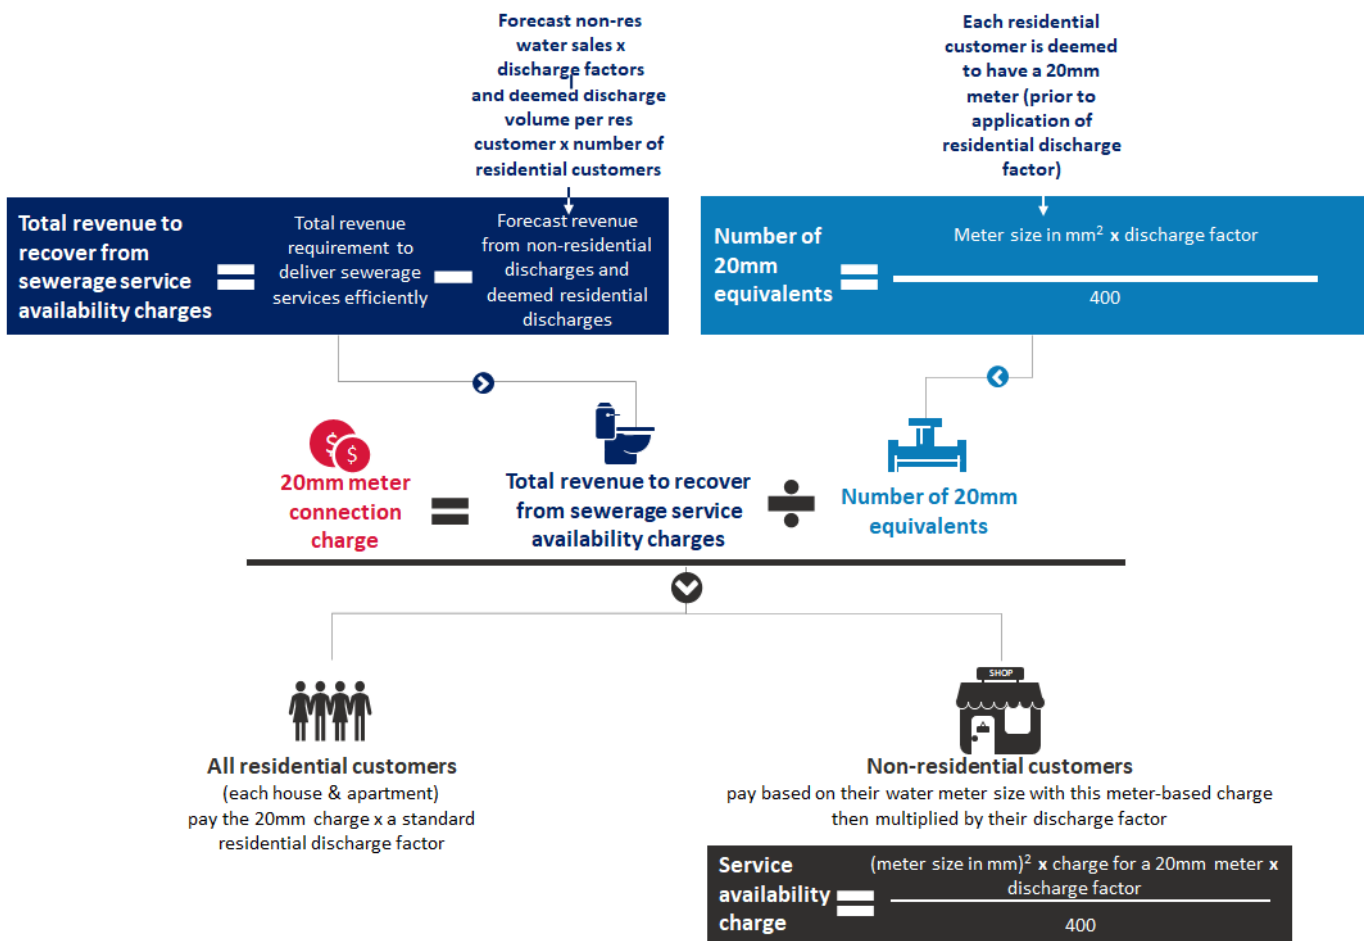 Forecast non-res
water sales x
discharge factors
and deemed discharge
volume per res
customer x number of
residential customers
Each residential
customer is deemed
to have a 20mm
meter (prior to
application of
residential discharge
factor)
Total revenue to
recover from
sewerage service
availability charges
=
Total revenue
requirement to
deliver sewerage
services efficiently
−
Forecast revenue
from non-residential
discharges and
deemed residential
discharges
Number of
20mm
equivalents
=
Meter size in mm² x discharge factor
400
$ $
20mm meter
connection
charge
=
Total revenue to recover
from sewerage service
availability charges
÷
Number of 20mm
equivalents
All residential customers
(each house & apartment)
pay the 20mm charge x a standard
residential discharge factor
SHOP
Non-residential customers
pay based on their water meter size with this meter-based charge
then multiplied by their discharge factor
Service
availability
charge
=
(meter size in mm)² x charge for a 20mm meter x
discharge factor
400